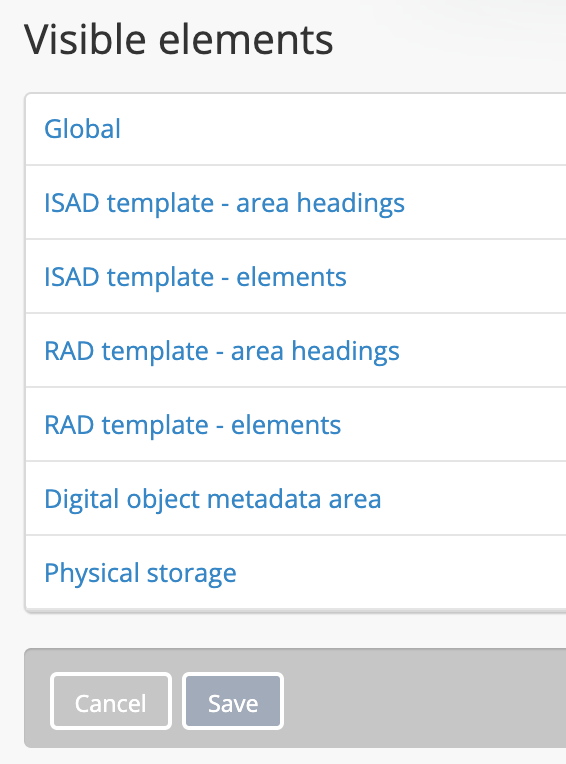 Visible elements
Global
ISAD template - area headings
ISAD template - elements
RAD template - area headings
RAD template - elements
Digital object metadata area
Physical storage
Cancel
Save